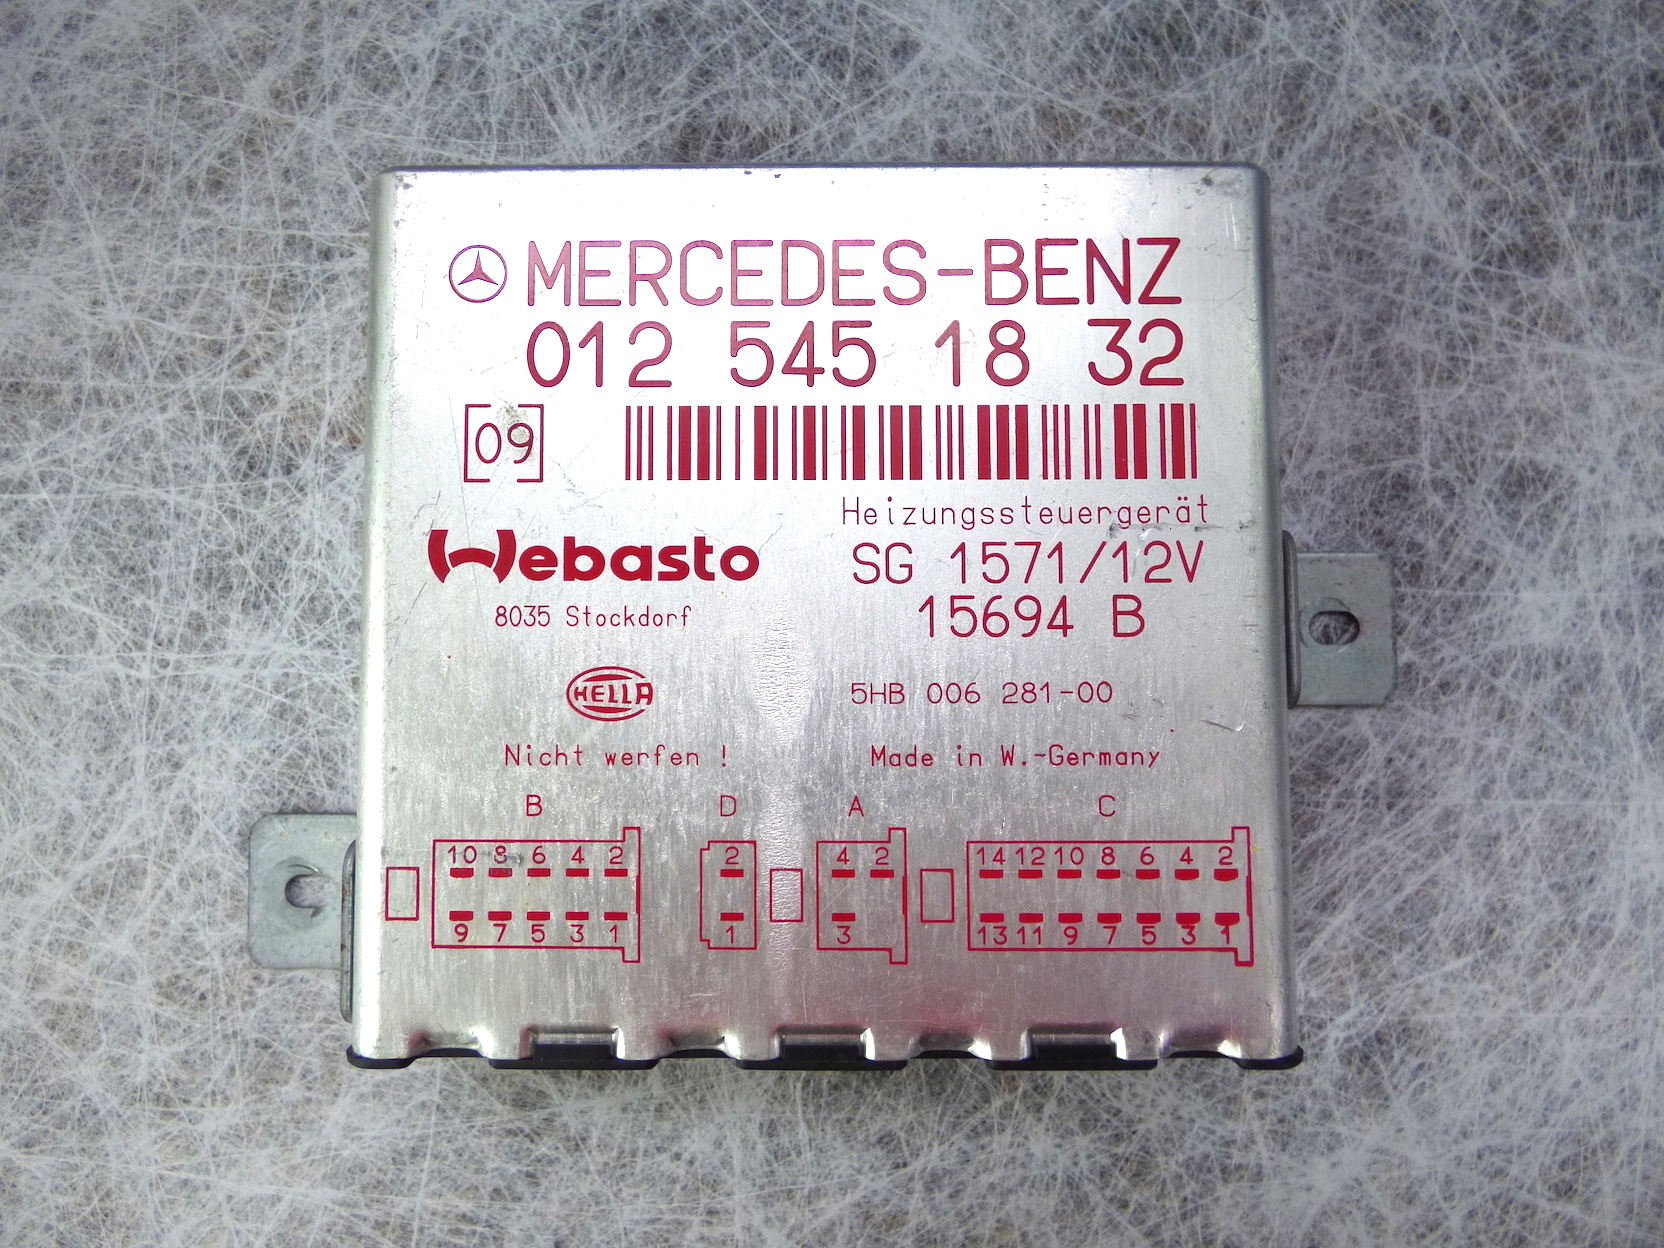 MERCEDES-BENZ
012 545 18 32
[09]
Heizungssteuergerät
Webasto
SG 1571/12V
8035 Stockdorf
15694 B
HELLA
5HB 006 281-00
Nicht werfen !
Made in W.-Germany
B D A C
10 8 6 4 2 2 4 2 14 12 10 8 6 4 2
9 7 5 3 1 1 3 13 11 9 7 5 3 1